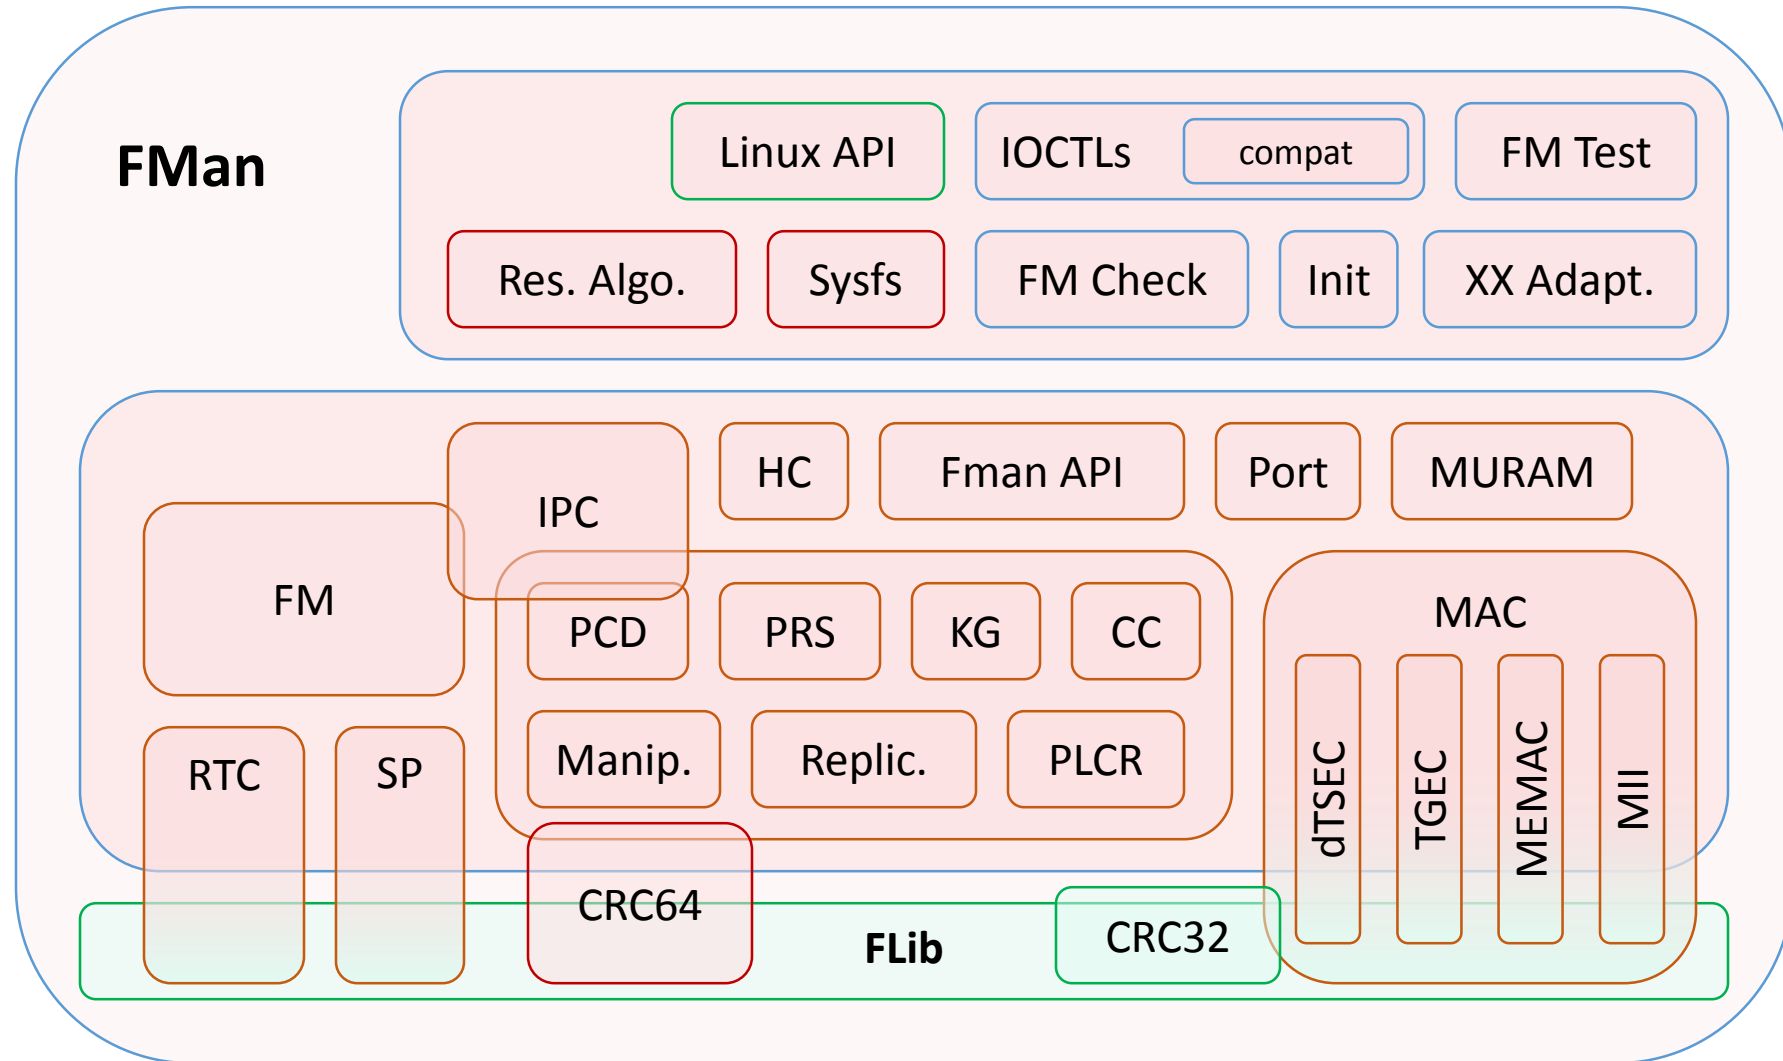 FMan
Linux API
IOCTLs
compat
FM Test
Res. Algo.
Sysfs
FM Check
Init
XX Adapt.
IPC
HC
Fman API
Port
MURAM
FM
PCD
PRS
KG
CC
MAC
RTC
SP
Manip.
Replic.
PLCR
dTSEC
TGEC
MEMAC
MII
CRC64
FLib
CRC32